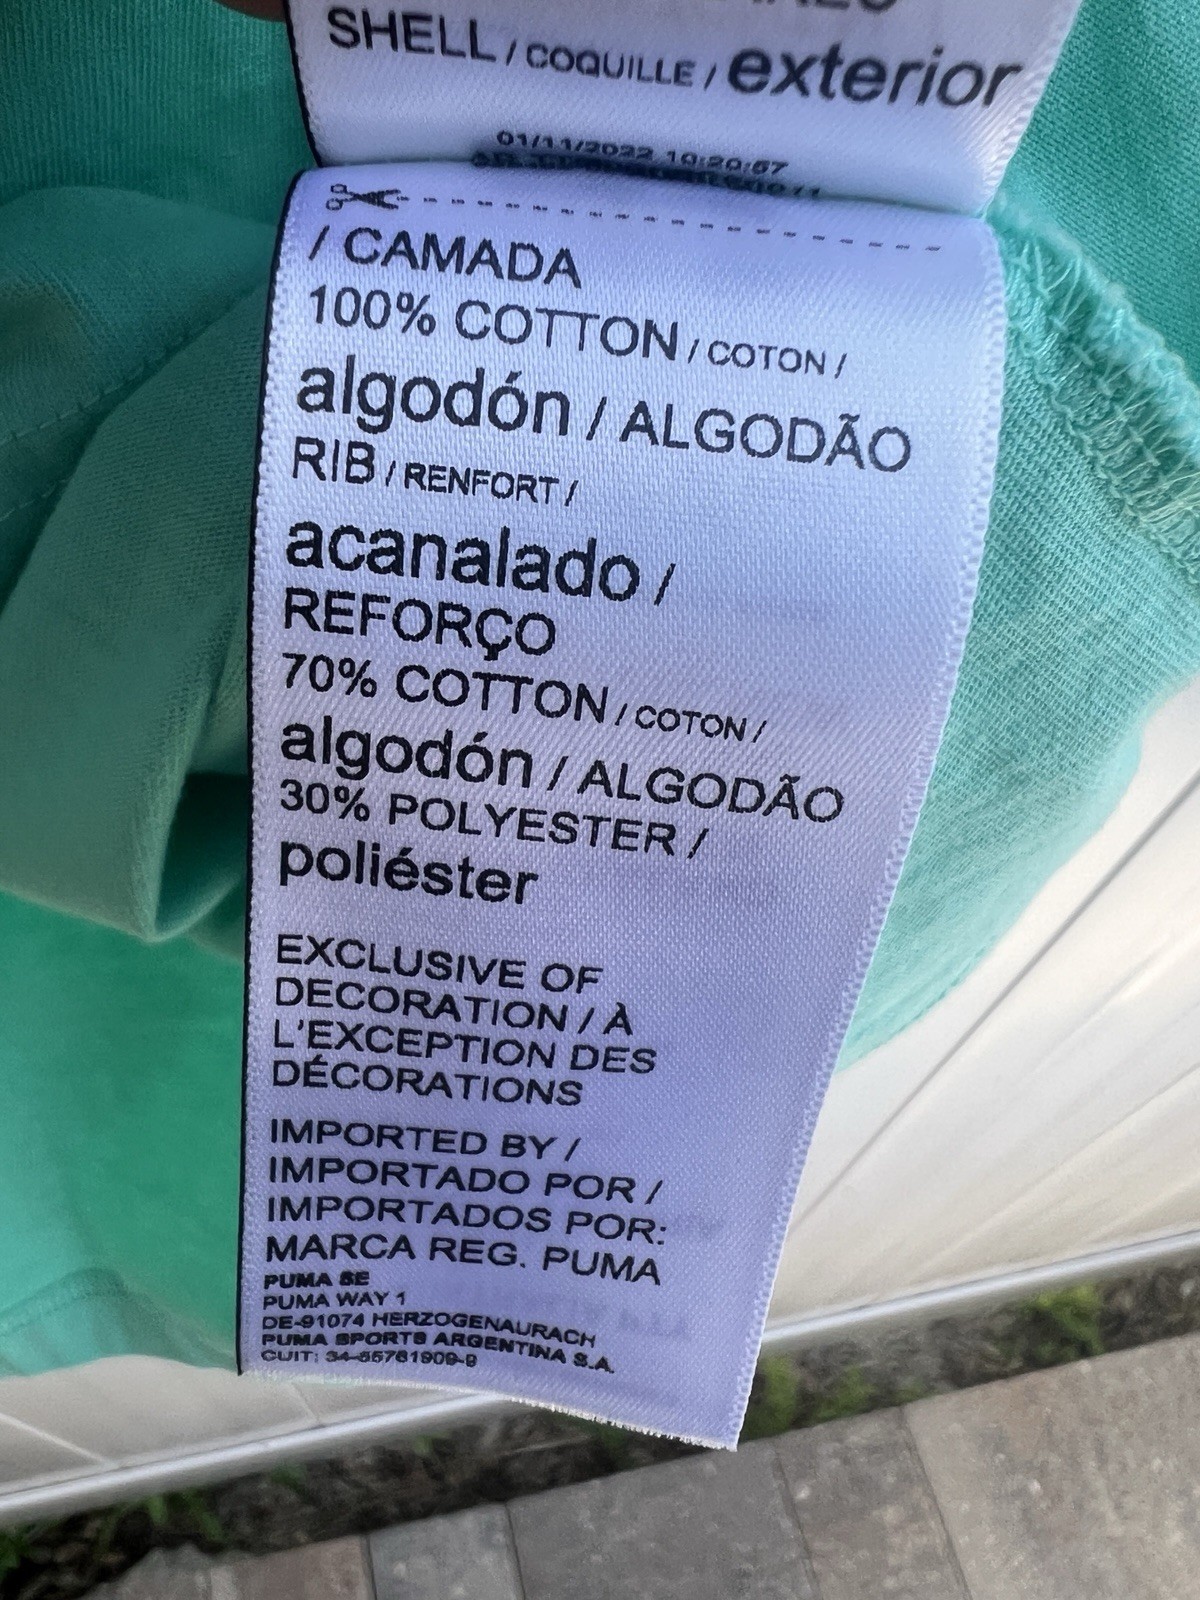 SHELL / COQUILLE / exterior
01/11/2022 10:20:57
/ CAMADA
100% COTTON / COTON /
algodón / ALGODÃO
RIB / RENFORT /
acanalado /
REFORÇO
70% COTTON / COTON /
algodón / ALGODÃO
30% POLYESTER /
poliéster
EXCLUSIVE OF
DECORATION / À
L'EXCEPTION DES
DÉCORATIONS
IMPORTED BY /
IMPORTADO POR /
IMPORTADOS POR:
MARCA REG. PUMA
PUMA SE
PUMA WAY 1
DE-91074 HERZOGENAURACH
PUMA SPORTS ARGENTINA S.A.
CUIT: 34-55781909-9